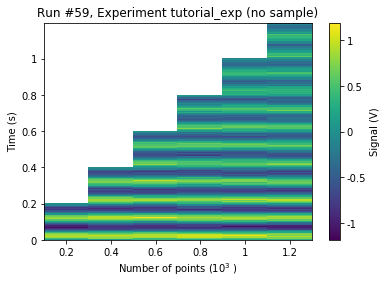 Run #59, Experiment tutorial_exp (no sample)
Time (s)
1
0.8
0.6
0.4
0.2
0
0.2 0.4 0.6 0.8 1 1.2
Number of points (10³ )
1
0.5
0
-0.5
-1
Signal (V)